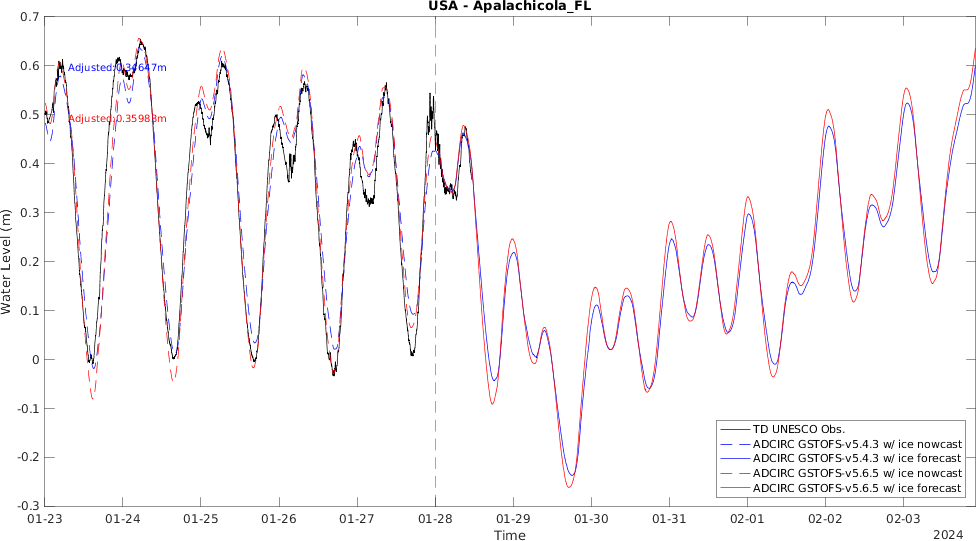 USA - Apalachicola_FL
0.7
0.6
0.5
0.4
0.3
0.2
0.1
0
-0.1
-0.2
-0.3
Water Level (m)
Adjusted:0.34647m
Adjusted:0.35983m
TD UNESCO Obs.
ADCIRC GSTOFS-v5.4.3 w/ ice nowcast
ADCIRC GSTOFS-v5.4.3 w/ ice forecast
ADCIRC GSTOFS-v5.6.5 w/ ice nowcast
ADCIRC GSTOFS-v5.6.5 w/ ice forecast
01-23 01-24 01-25 01-26 01-27 01-28 01-29 01-30 01-31 02-01 02-02 02-03
Time
2024